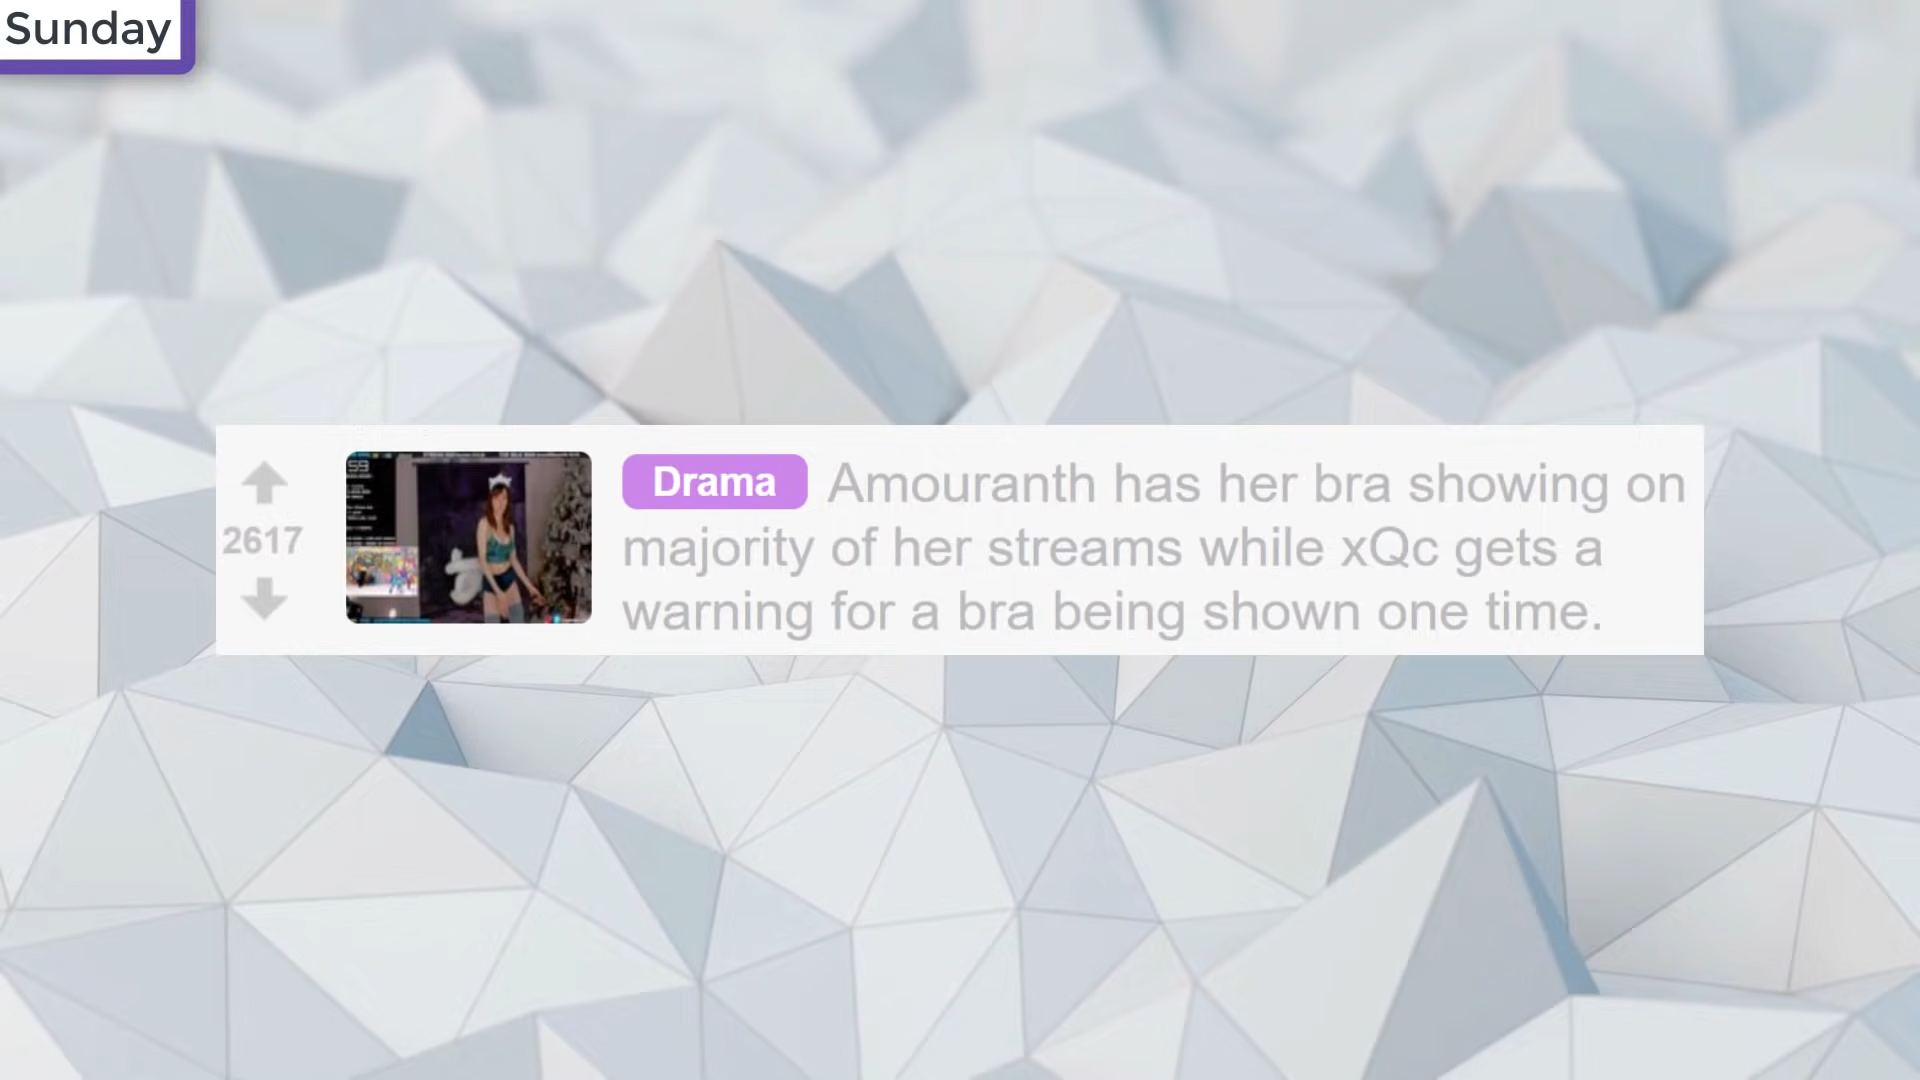 Sunday
59
2617
Drama Amouranth has her bra showing on
majority of her streams while xQc gets a
warning for a bra being shown one time.